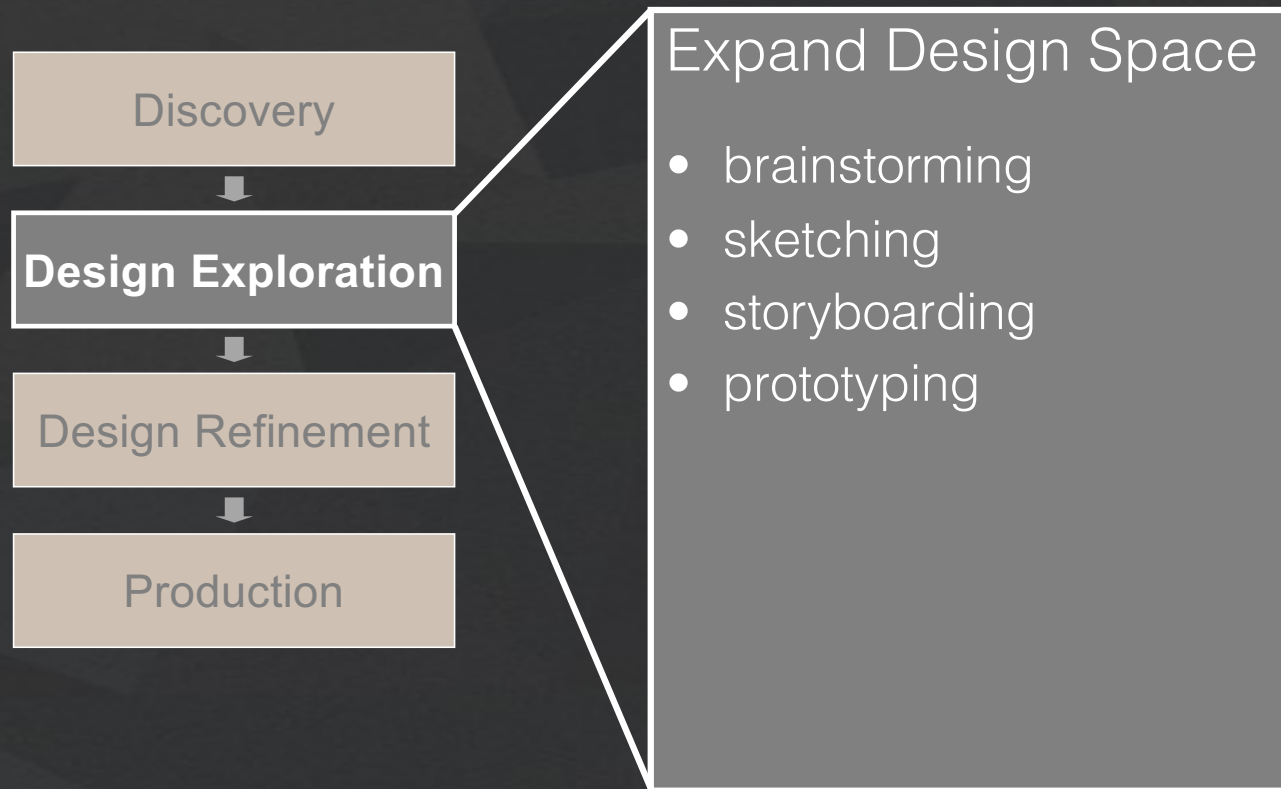 Discovery
Design Exploration
Design Refinement
Production
Expand Design Space
• brainstorming
• sketching
• storyboarding
• prototyping